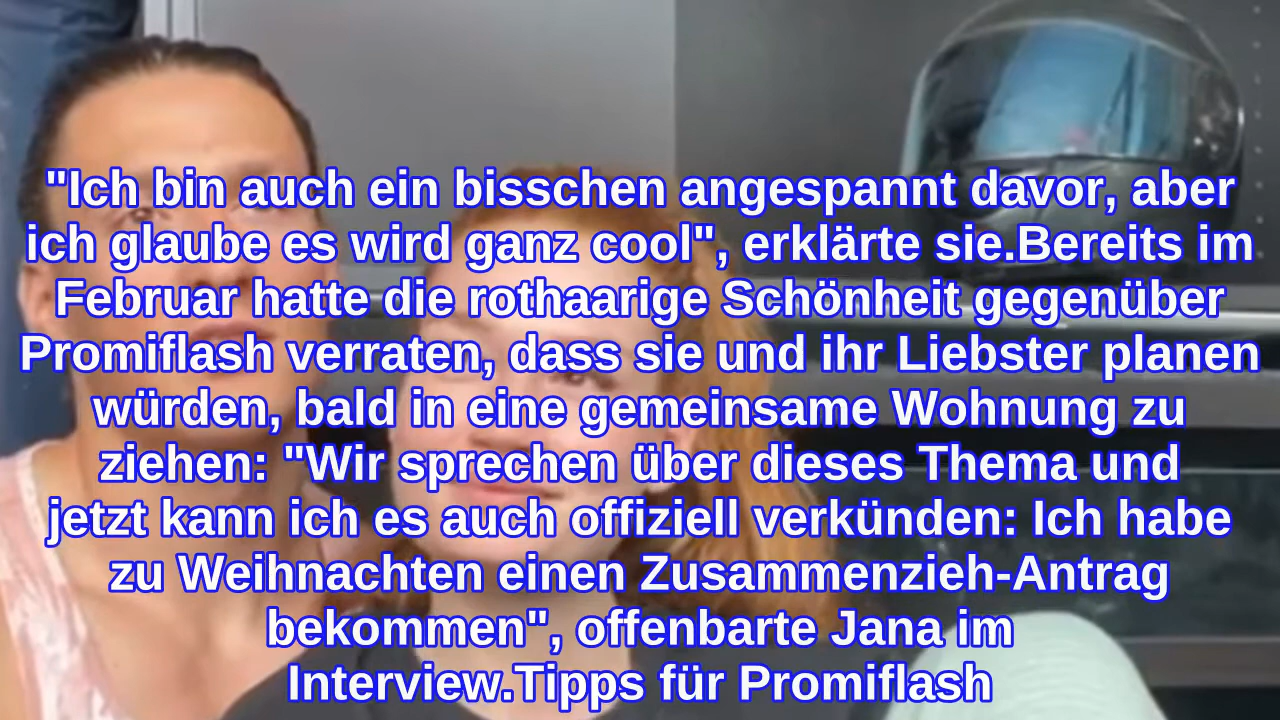 "Ich bin auch ein bisschen angespannt davor, aber
ich glaube es wird ganz cool", erklärte sie.Bereits im
Februar hatte die rothaarige Schönheit gegenüber
Promiflash verraten, dass sie und ihr Liebster planen
würden, bald in eine gemeinsame Wohnung zu
ziehen: "Wir sprechen über dieses Thema und
jetzt kann ich es auch offiziell verkünden: Ich habe
zu Weihnachten einen Zusammenzieh-Antrag
bekommen", offenbarte Jana im
Interview.Tipps für Promiflash